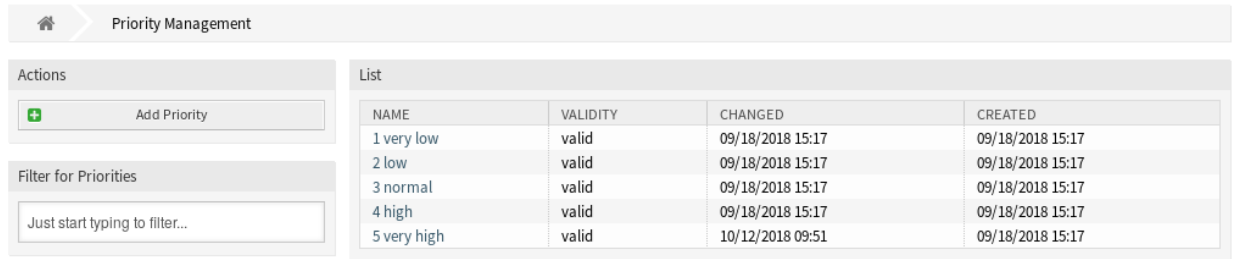 Priority Management
Actions
Add Priority
Filter for Priorities
Just start typing to filter...
List
NAME VALIDITY CHANGED CREATED
1 very low valid 09/18/2018 15:17 09/18/2018 15:17
2 low valid 09/18/2018 15:17 09/18/2018 15:17
3 normal valid 09/18/2018 15:17 09/18/2018 15:17
4 high valid 09/18/2018 15:17 09/18/2018 15:17
5 very high valid 10/12/2018 09:51 09/18/2018 15:17